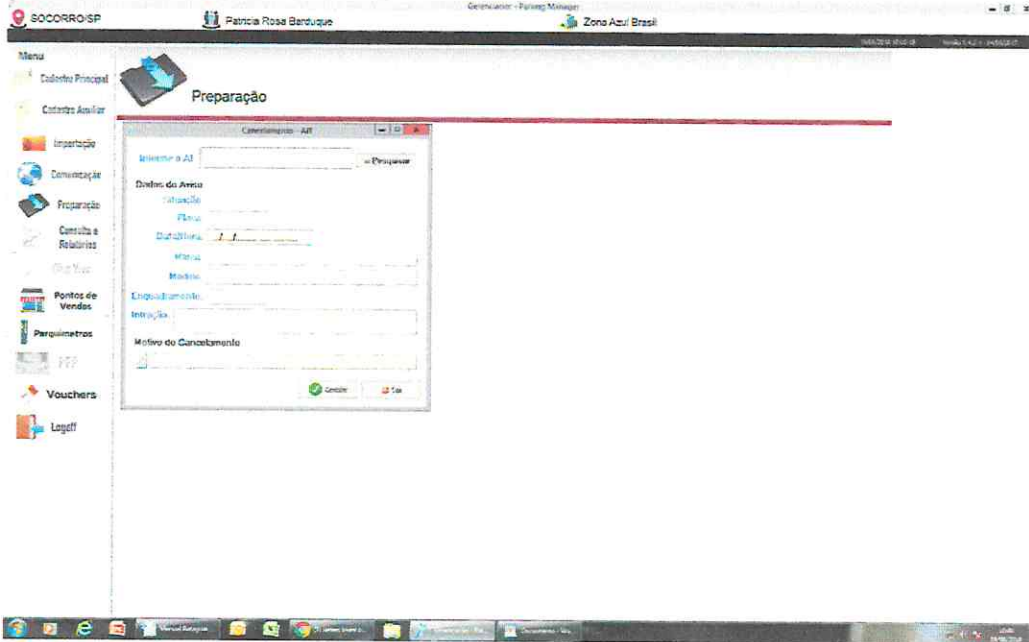 Gerenciador - Parking Manager
SOCORRO/SP
Patricia Rosa Barduque
Zona Azul Brasil
Menu
Cadastro Principal
Cadastro Auxiliar
Importação
Comunicação
Preparação
Consulta e
Relatórios
Pontos de
Vendas
Parquímetros
Vouchers
Logoff
Preparação
Cancelamento - AIT
Informe o AI
Pesquisar
Dados do Aviso
Situação
Placa
Data/Hora
Marca
Modelo
Enquadramento
Infração
Motivo do Cancelamento
Sair